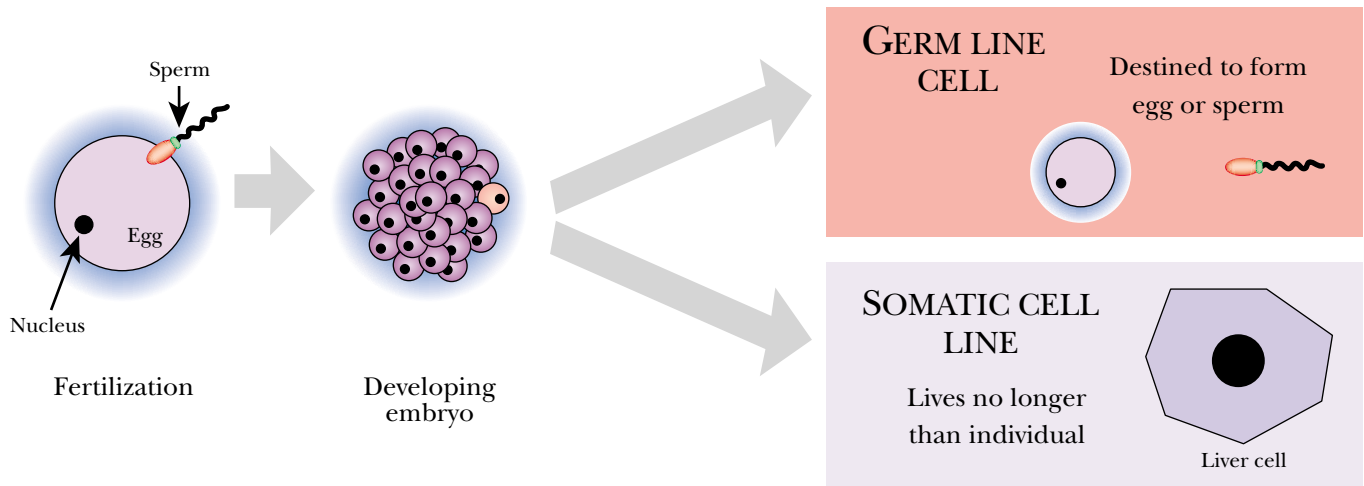 Sperm
Egg
Nucleus
Fertilization
Developing
embryo
GERM LINE
CELL
Destined to form
egg or sperm
SOMATIC CELL
LINE
Lives no longer
than individual
Liver cell